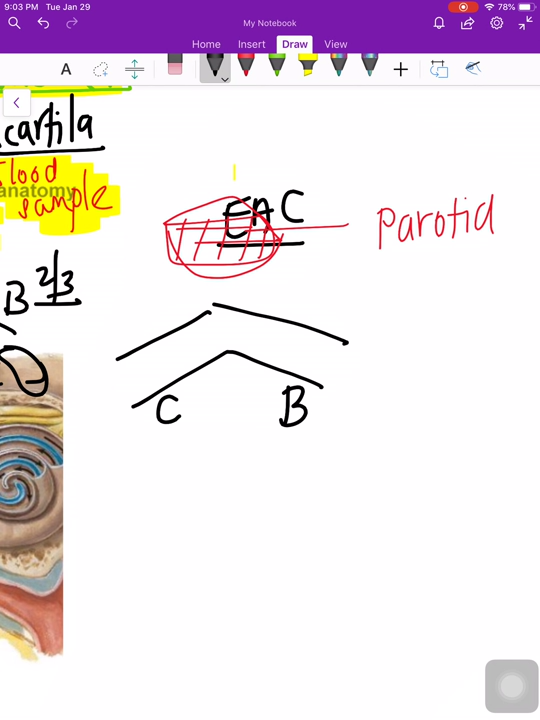 9:03 PM Tue Jan 29
78%
My Notebook
Home Insert Draw View
A
cartila
anatomy
sample
B 2/3
EAC
Parotid
C B